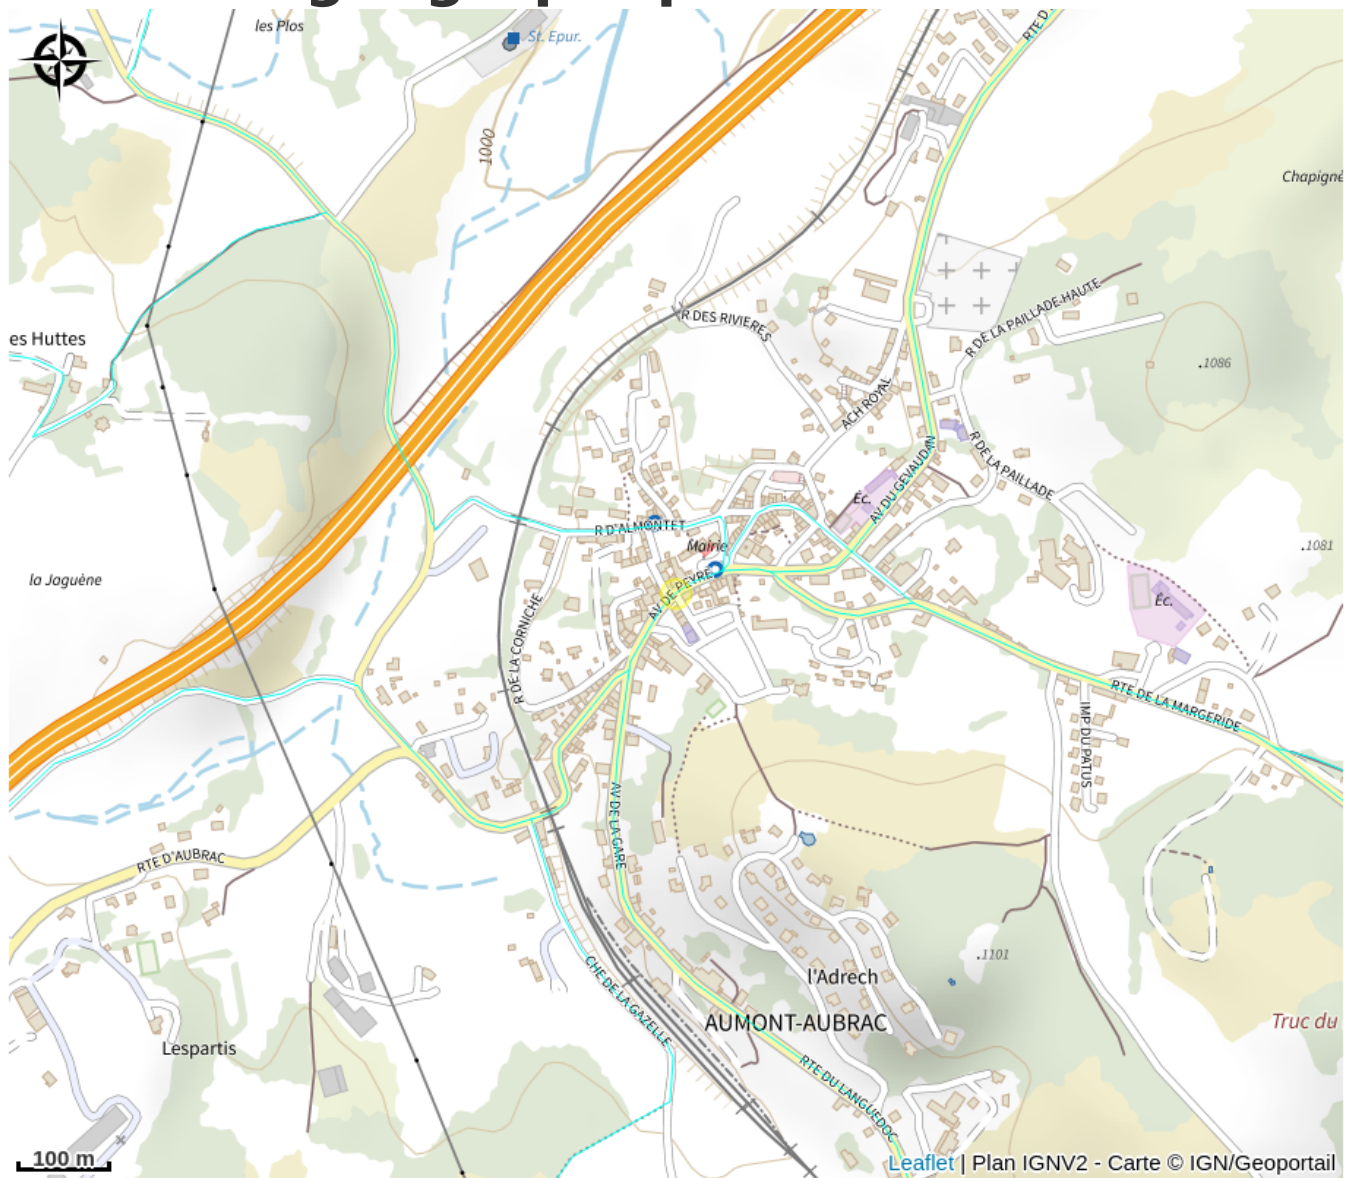 les Plos
St. Epur.
RTE D
1000
Chapigné
es Huttes
R DES RIVIERES
R DE LA PAILLADE-HAUTE
.1086
ACH ROYAL
AV DU GEVAUDAN
R DE LA PAILLADE
Éc.
R D'ALMONTET
Mairie
.1081
la Jaguène
AV DE PEYRE
Éc.
R DE LA CORNICHE
RTE DE LA MARGERIDE
IMP DU PATUS
AV DE LA GARE
RTE D'AUBRAC
.1101
l'Adrech
CHE DE LA GAZELLE
AUMONT-AUBRAC
Truc du
Lespartis
RTE DU LANGUEDOC
100 m
Leaflet | Plan IGNV2 - Carte © IGN/Geoportail